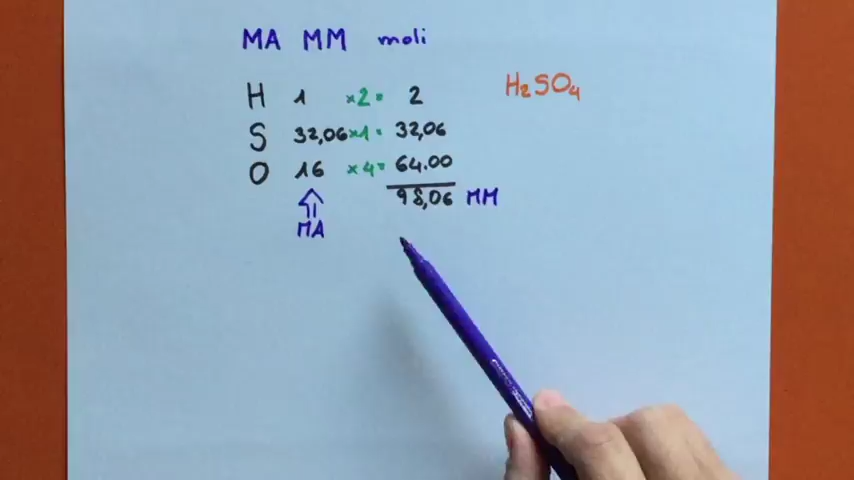 MA MM moli
H 1 ×2= 2
H₂SO₄
S 32,06 ×1= 32,06
O 16 ×4= 64.00
98,06 MM
MA